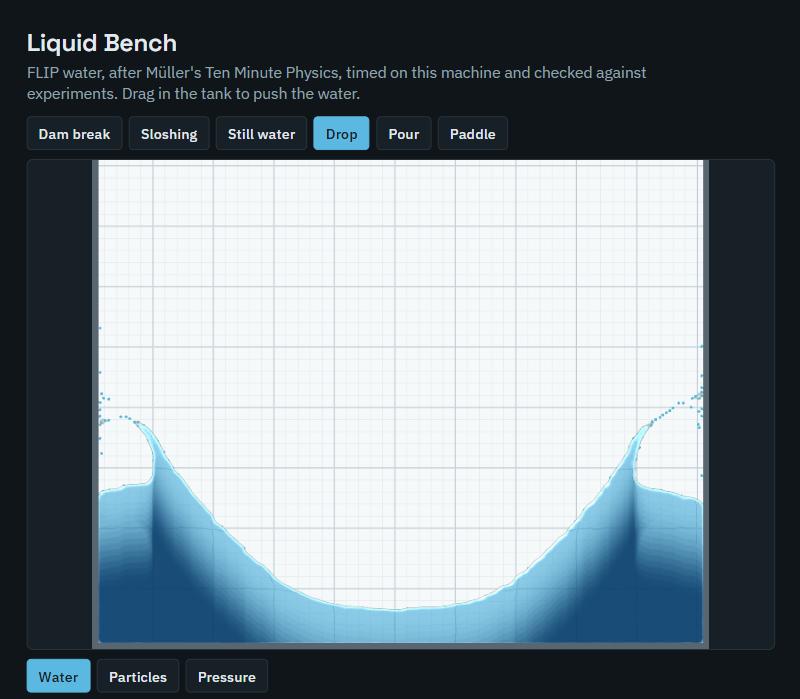 Liquid Bench
FLIP water, after Müller's Ten Minute Physics, timed on this machine and checked against
experiments. Drag in the tank to push the water.
Dam break Sloshing Still water Drop Pour Paddle
Water Particles Pressure